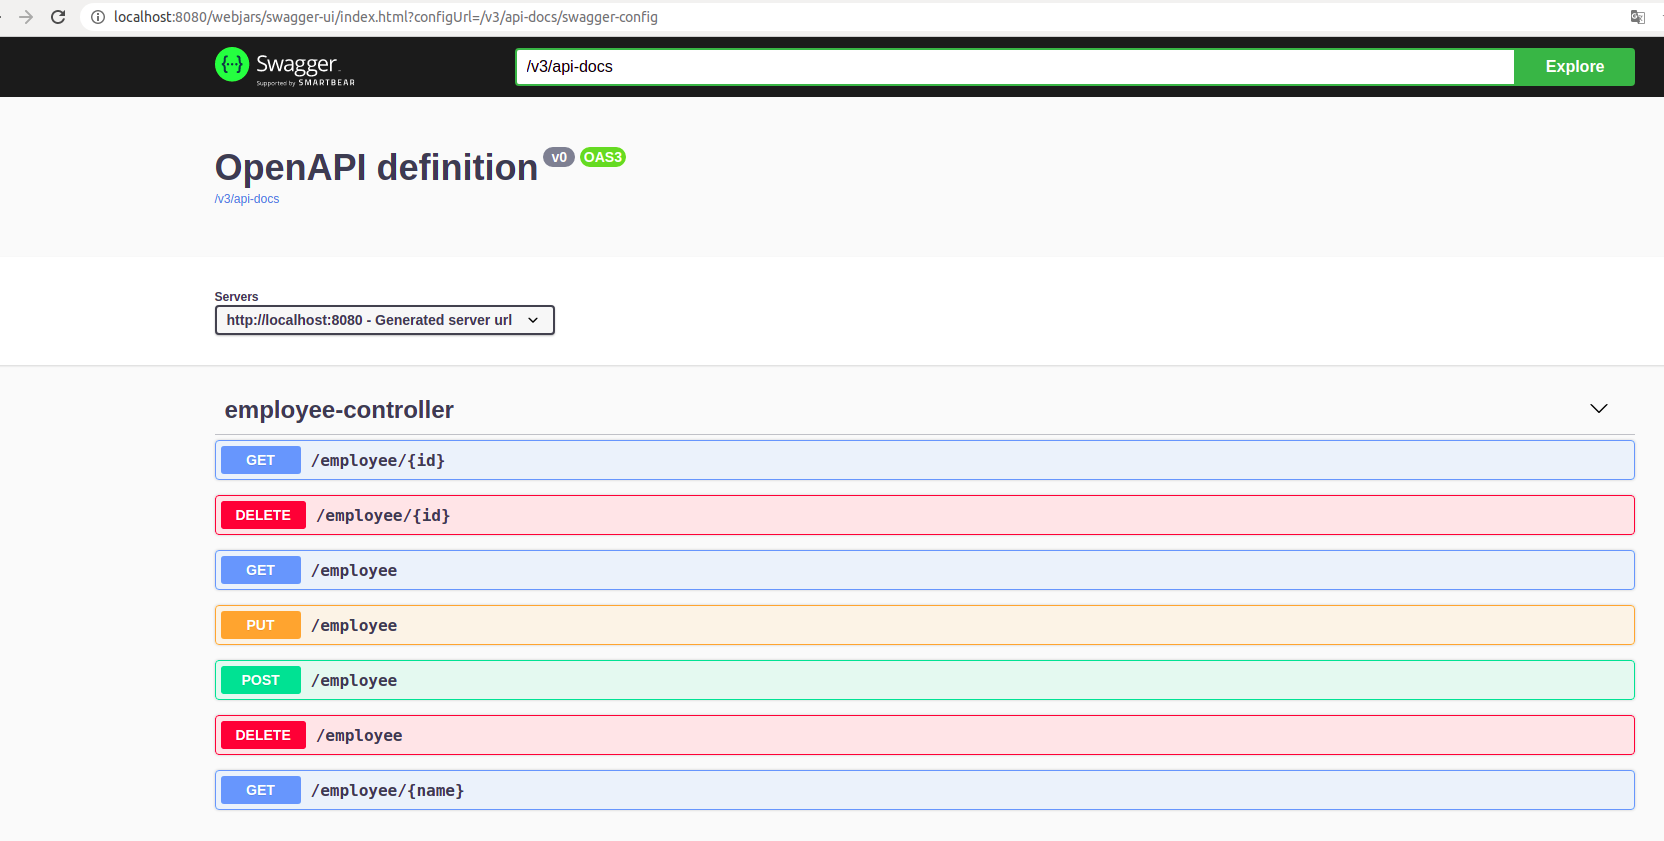 localhost:8080/webjars/swagger-ui/index.html?configUrl=/v3/api-docs/swagger-config
{···} Swagger
Supported by SMARTBEAR
/v3/api-docs
Explore
OpenAPI definition v0 OAS3
/v3/api-docs
Servers
http://localhost:8080 - Generated server url
employee-controller
GET /employee/{id}
DELETE /employee/{id}
GET /employee
PUT /employee
POST /employee
DELETE /employee
GET /employee/{name}